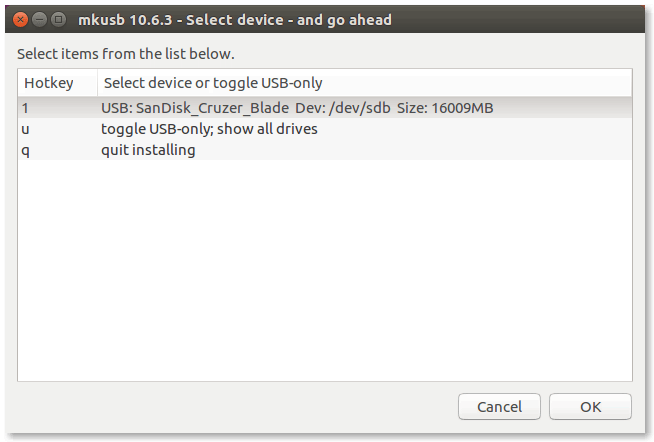 mkusb 10.6.3 - Select device - and go ahead
Select items from the list below.
Hotkey Select device or toggle USB-only
1 USB: SanDisk_Cruzer_Blade Dev: /dev/sdb Size: 16009MB
u toggle USB-only; show all drives
q quit installing
Cancel OK